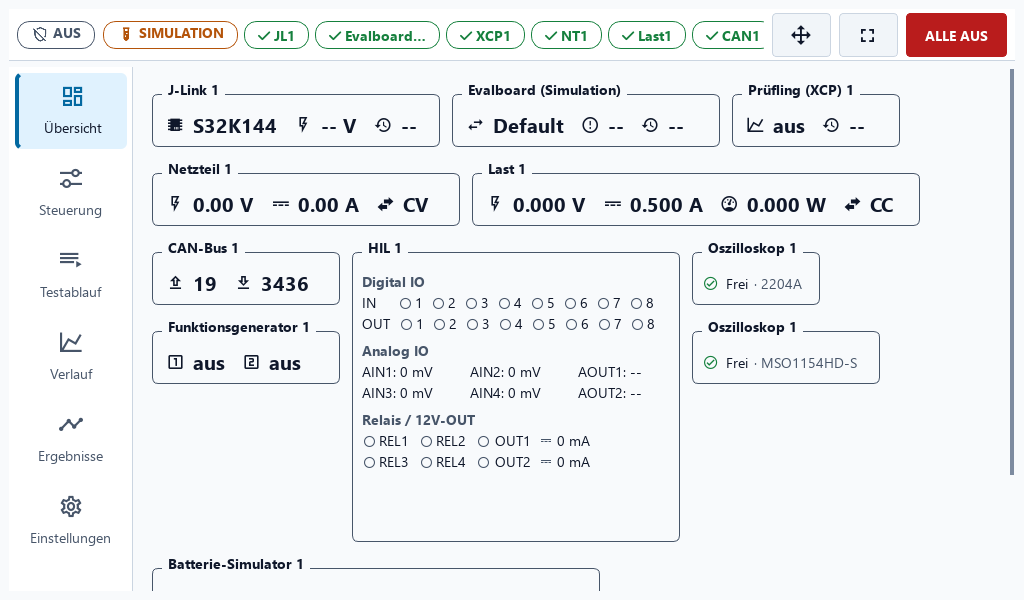 AUS SIMULATION JL1 Evalboard... XCP1 NT1 Last1 CAN1 ALLE AUS
Übersicht
Steuerung
Testablauf
Verlauf
Ergebnisse
Einstellungen
J-Link 1
S32K144 -- V --
Evalboard (Simulation)
Default -- --
Prüfling (XCP) 1
aus --
Netzteil 1
0.00 V 0.00 A CV
Last 1
0.000 V 0.500 A 0.000 W CC
CAN-Bus 1
19 3436
Funktionsgenerator 1
1 aus 2 aus
HIL 1
Digital IO
IN 1 2 3 4 5 6 7 8
OUT 1 2 3 4 5 6 7 8
Analog IO
AIN1: 0 mV AIN2: 0 mV AOUT1: --
AIN3: 0 mV AIN4: 0 mV AOUT2: --
Relais / 12V-OUT
REL1 REL2 OUT1 0 mA
REL3 REL4 OUT2 0 mA
Oszilloskop 1
Frei · 2204A
Oszilloskop 1
Frei · MSO1154HD-S
Batterie-Simulator 1